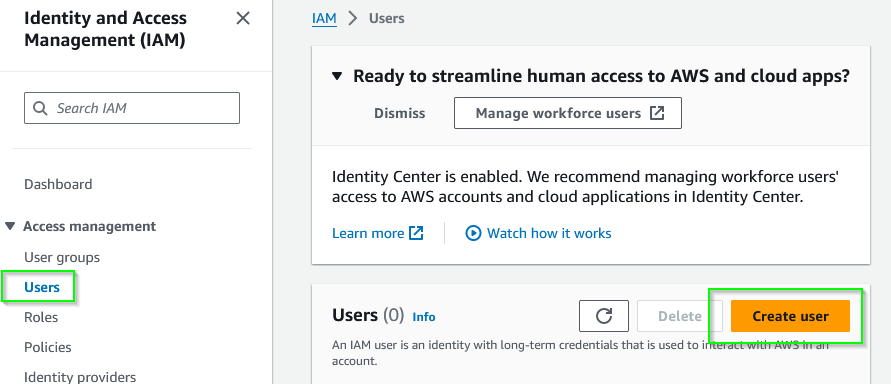 Identity and Access
Management (IAM)
Search IAM
Dashboard
Access management
User groups
Users
Roles
Policies
Identity providers
IAM > Users
Ready to streamline human access to AWS and cloud apps?
Dismiss
Manage workforce users
Identity Center is enabled. We recommend managing workforce users'
access to AWS accounts and cloud applications in Identity Center.
Learn more
Watch how it works
Users (0) Info
Delete
Create user
An IAM user is an identity with long-term credentials that is used to interact with AWS in an
account.